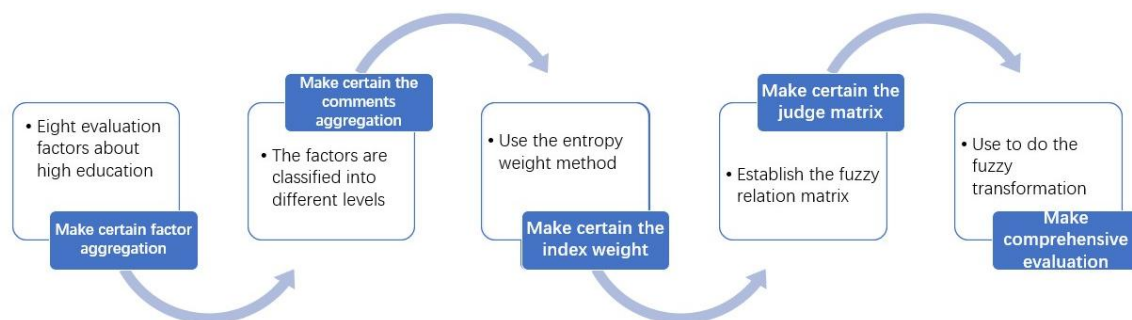 • Eight evaluation
factors about
high education
Make certain factor
aggregation
Make certain the
comments
aggregation
• The factors are
classified into
different levels
• Use the entropy
weight method
Make certain the
index weight
Make certain the
judge matrix
• Establish the fuzzy
relation matrix
• Use to do the
fuzzy
transformation
Make
comprehensive
evaluation